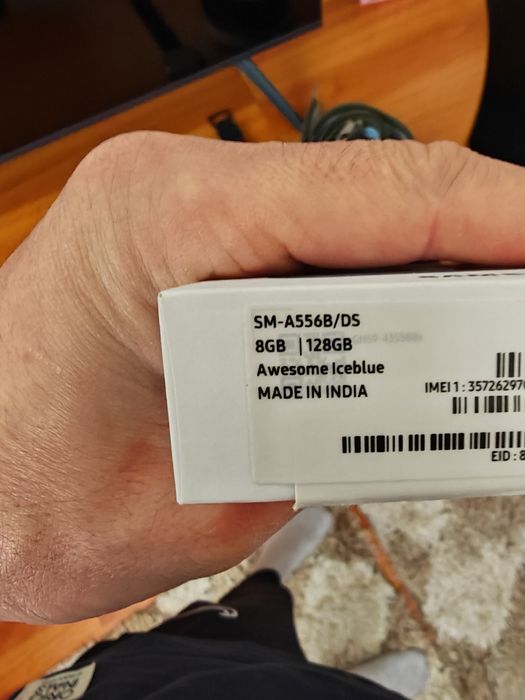 SM-A556B/DS
8GB | 128GB
Awesome Iceblue
MADE IN INDIA
IMEI 1 : 35726297
EID : 8